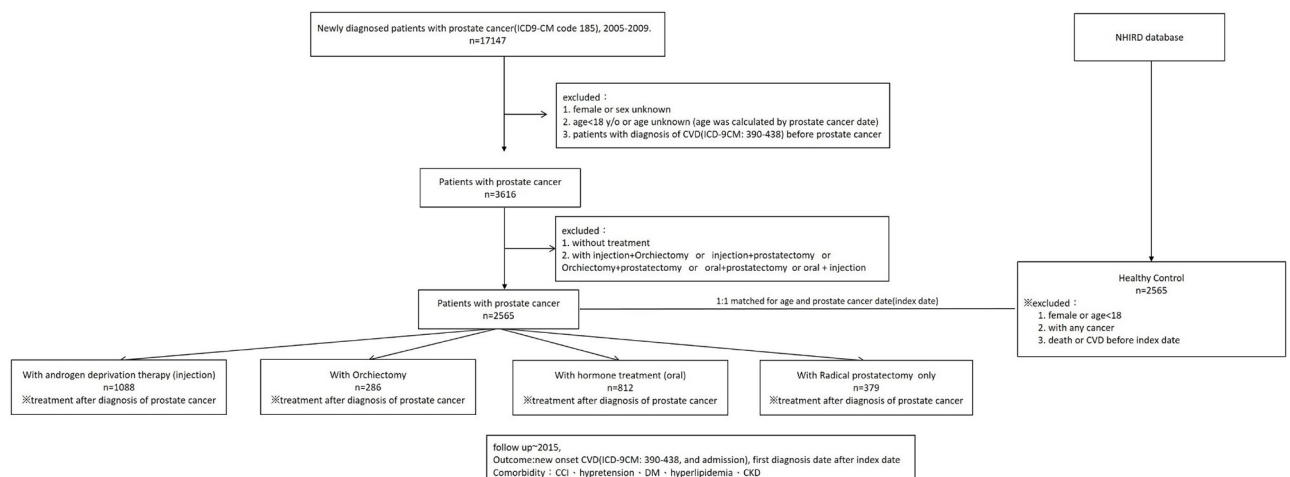 Newly diagnosed patients with prostate cancer(ICD9-CM code 185), 2005-2009.
n=17147
NHIRD database
excluded：
1. female or sex unknown
2. age<18 y/o or age unknown (age was calculated by prostate cancer date)
3. patients with diagnosis of CVD(ICD-9CM: 390-438) before prostate cancer
Patients with prostate cancer
n=3616
excluded：
1. without treatment
2. with injection+Orchiectomy or injection+prostatectomy or
Orchiectomy+prostatectomy or oral+prostatectomy or oral + injection
Patients with prostate cancer
n=2565
1:1 matched for age and prostate cancer date(index date)
Healthy Control
n=2565
※excluded：
1. female or age<18
2. with any cancer
3. death or CVD before index date
With androgen deprivation therapy (injection)
n=1088
※treatment after diagnosis of prostate cancer
With Orchiectomy
n=286
※treatment after diagnosis of prostate cancer
With hormone treatment (oral)
n=812
※treatment after diagnosis of prostate cancer
With Radical prostatectomy only
n=379
※treatment after diagnosis of prostate cancer
follow up~2015,
Outcome:new onset CVD(ICD-9CM: 390-438, and admission), first diagnosis date after index date
Comorbidity：CCI、hypretension、DM、hyperlipidemia、CKD